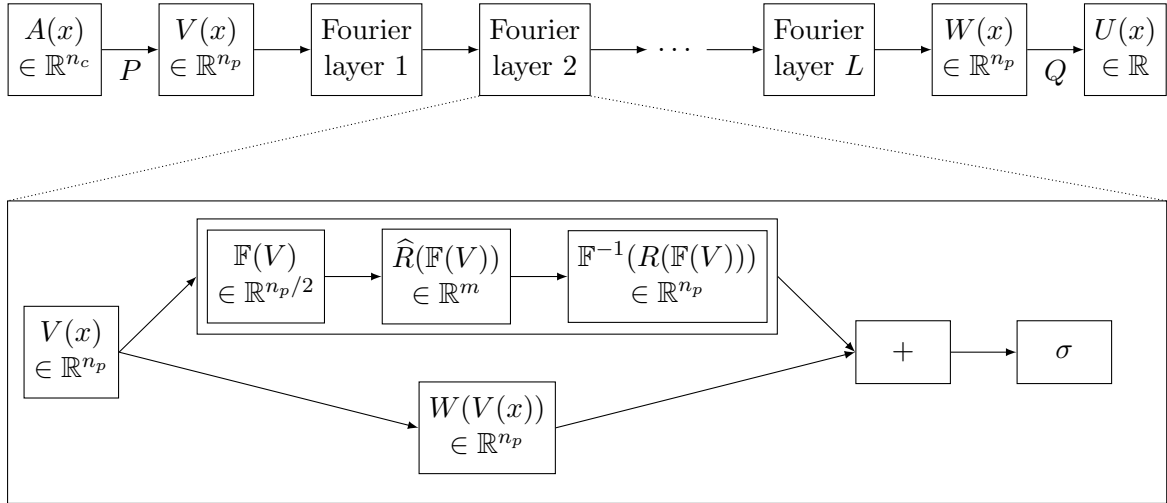 A(x)
∈ ℝ^{n_c}
P
V(x)
∈ ℝ^{n_p}
Fourier
layer 1
Fourier
layer 2
⋯
Fourier
layer L
W(x)
∈ ℝ^{n_p}
Q
U(x)
∈ ℝ
V(x)
∈ ℝ^{n_p}
𝔽(V)
∈ ℝ^{n_p/2}
R̂(𝔽(V))
∈ ℝ^m
𝔽^{−1}(R(𝔽(V)))
∈ ℝ^{n_p}
W(V(x))
∈ ℝ^{n_p}
+
σ